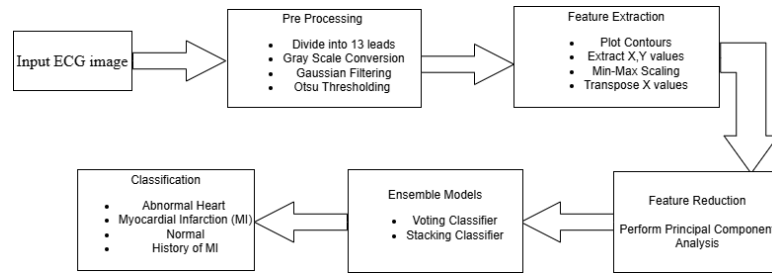 Input ECG image
Pre Processing
• Divide into 13 leads
• Gray Scale Conversion
• Gaussian Filtering
• Otsu Thresholding
Feature Extraction
• Plot Contours
• Extract X,Y values
• Min-Max Scaling
• Transpose X values
Feature Reduction
Perform Principal Component
Analysis
Ensemble Models
• Voting Classifier
• Stacking Classifier
Classification
• Abnormal Heart
• Myocardial Infarction (MI)
• Normal
• History of MI